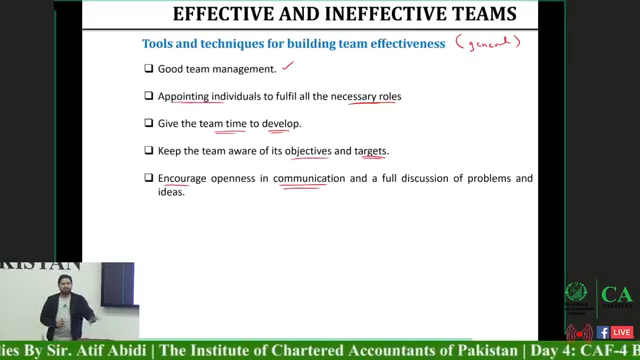 EFFECTIVE AND INEFFECTIVE TEAMS
Tools and techniques for building team effectiveness (general)
Good team management. ✓
Appointing individuals to fulfil all the necessary roles
Give the team time to develop.
Keep the team aware of its objectives and targets.
Encourage openness in communication and a full discussion of problems and
ideas.
KISTAN
CA
PAKISTAN
LIVE
dies By Sir. Atif Abidi | The Institute of Chartered Accountants of Pakistan | Day 4: CAF-4 B